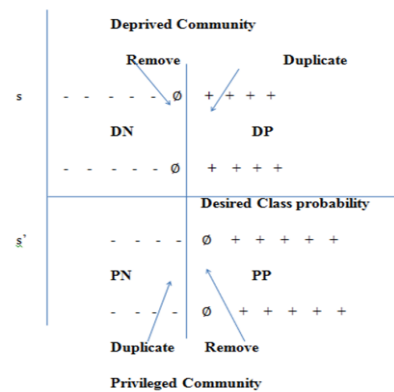 Deprived Community
Remove Duplicate
s - - - - - Ø + + + +
DN DP
- - - - - Ø + + + +
Desired Class probability
s' - - - - Ø + + + + +
PN PP
- - - - Ø + + + + +
Duplicate Remove
Privileged Community